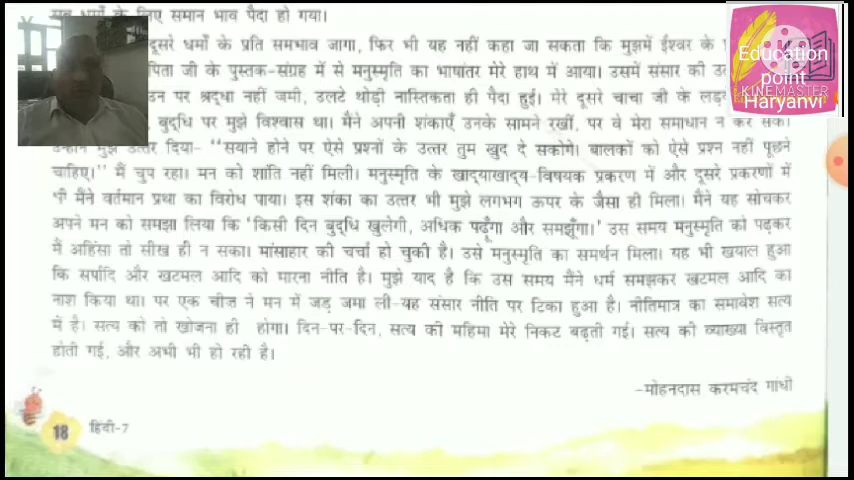 सब धर्मों के लिए समान भाव पैदा हो गया।
दूसरे धर्मों के प्रति समभाव जागा, फिर भी यह नहीं कहा जा सकता कि मुझमें ईश्वर के
पिता जी के पुस्तक-संग्रह में से मनुस्मृति का भाषांतर मेरे हाथ में आया। उसमें संसार की
उन पर श्रद्धा नहीं जमी, उलटे थोड़ी नास्तिकता ही पैदा हुई। मेरे दूसरे चाचा जी के
बुद्धि पर मुझे विश्वास था। मैंने अपनी शंकाएँ उनके सामने रखीं, पर वे मेरा समाधान न कर सके।
उन्होंने मुझे उत्तर दिया- “सयाने होने पर ऐसे प्रश्नों के उत्तर तुम खुद दे सकोगे। बालकों को ऐसे प्रश्न नहीं पूछने
चाहिए।” मैं चुप रहा। मन को शांति नहीं मिली। मनुस्मृति के खाद्याखाद्य-विषयक प्रकरण में और दूसरे प्रकरणों में
भी मैंने वर्तमान प्रथा का विरोध पाया। इस शंका का उत्तर भी मुझे लगभग ऊपर के जैसा ही मिला। मैंने यह सोचकर
अपने मन को समझा लिया कि ‘किसी दिन बुद्धि खुलेगी, अधिक पढूँगा और समझूँगा।’ उस समय मनुस्मृति को पढ़कर
मैं अहिंसा तो सीख ही न सका। मांसाहार की चर्चा हो चुकी है। उसे मनुस्मृति का समर्थन मिला। यह भी खयाल हुआ
कि सर्पादि और खटमल आदि को मारना नीति है। मुझे याद है कि उस समय मैंने धर्म समझकर खटमल आदि का
नाश किया था। पर एक चीज़ ने मन में जड़ जमा ली-यह संसार नीति पर टिका हुआ है। नीतिमात्र का समावेश सत्य
में है। सत्य को तो खोजना ही होगा। दिन-पर-दिन, सत्य की महिमा मेरे निकट बढ़ती गई। सत्य की व्याख्या विस्तृत
होती गई, और अभी भी हो रही है।
-मोहनदास करमचंद गांधी
18 हिंदी-7
Education
point
KINEMASTER
Haryanvi